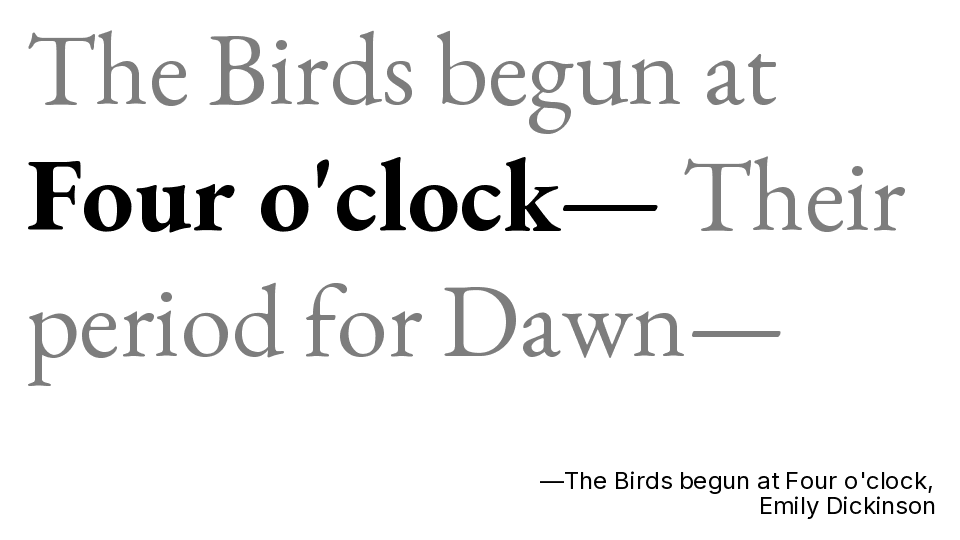 The Birds begun at
Four o'clock— Their
period for Dawn—
—The Birds begun at Four o'clock,
Emily Dickinson